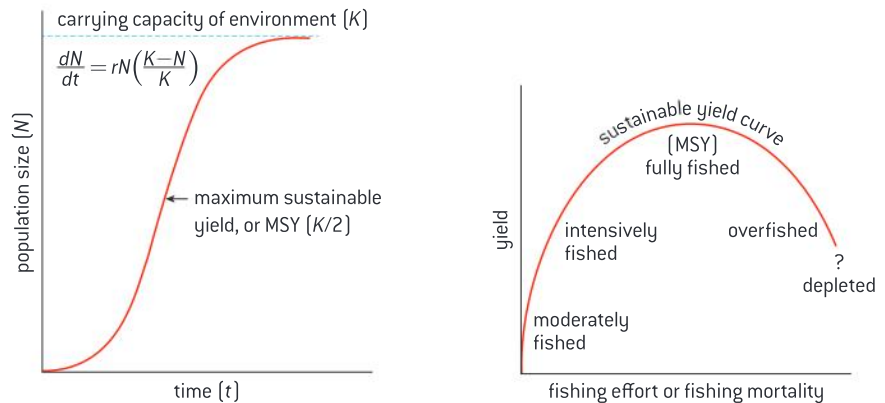 carrying capacity of environment (K)
dN/dt = rN((K−N)/K)
population size (N)
maximum sustainable
yield, or MSY (K/2)
time (t)
sustainable yield curve
(MSY)
fully fished
yield
intensively
fished
overfished
?
depleted
moderately
fished
fishing effort or fishing mortality